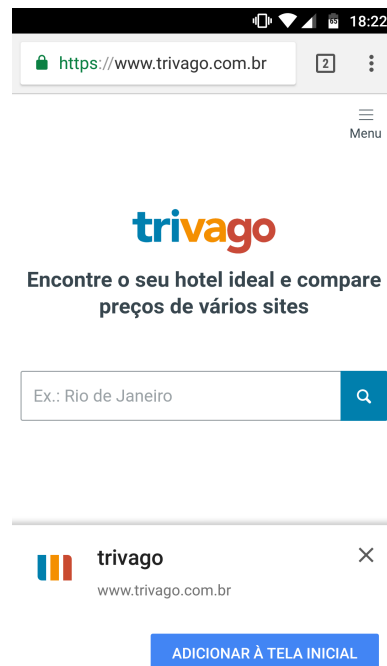 18:22
https://www.trivago.com.br
2
Menu
trivago
Encontre o seu hotel ideal e compare
preços de vários sites
Ex.: Rio de Janeiro
trivago
www.trivago.com.br
ADICIONAR À TELA INICIAL